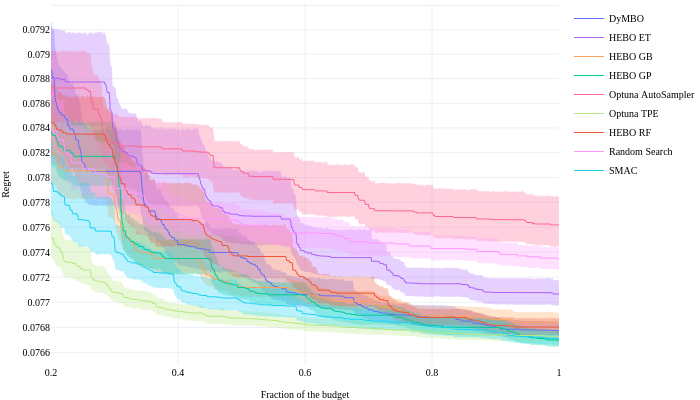 0.0792
0.079
0.0788
0.0786
0.0784
0.0782
0.078
0.0778
0.0776
0.0774
0.0772
0.077
0.0768
0.0766
Regret
0.2
0.4
0.6
0.8
1
Fraction of the budget
DyMBO
HEBO ET
HEBO GB
HEBO GP
Optuna AutoSampler
Optuna TPE
HEBO RF
Random Search
SMAC